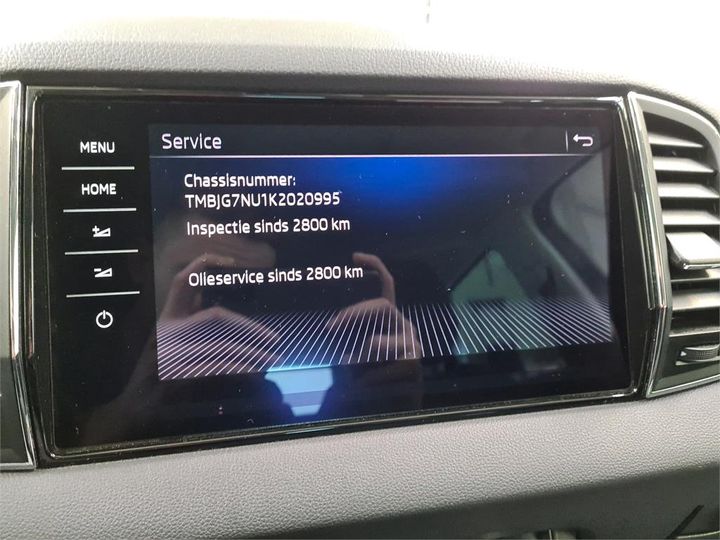 MENU
HOME
Service
Chassisnummer:
TMBJG7NU1K2020995
Inspectie sinds 2800 km
Olieservice sinds 2800 km